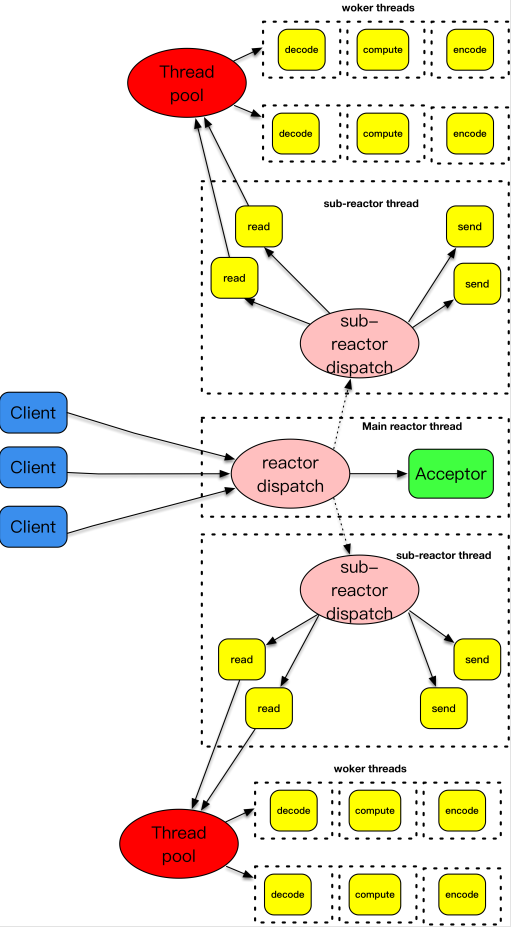 woker threads
decode
compute
encode
Thread
pool
decode
compute
encode
sub-reactor thread
read
send
read
send
sub-
reactor
dispatch
Client
Main reactor thread
Client
reactor
dispatch
Acceptor
Client
sub-reactor thread
sub-
reactor
dispatch
read
send
read
send
woker threads
decode
compute
encode
Thread
pool
decode
compute
encode